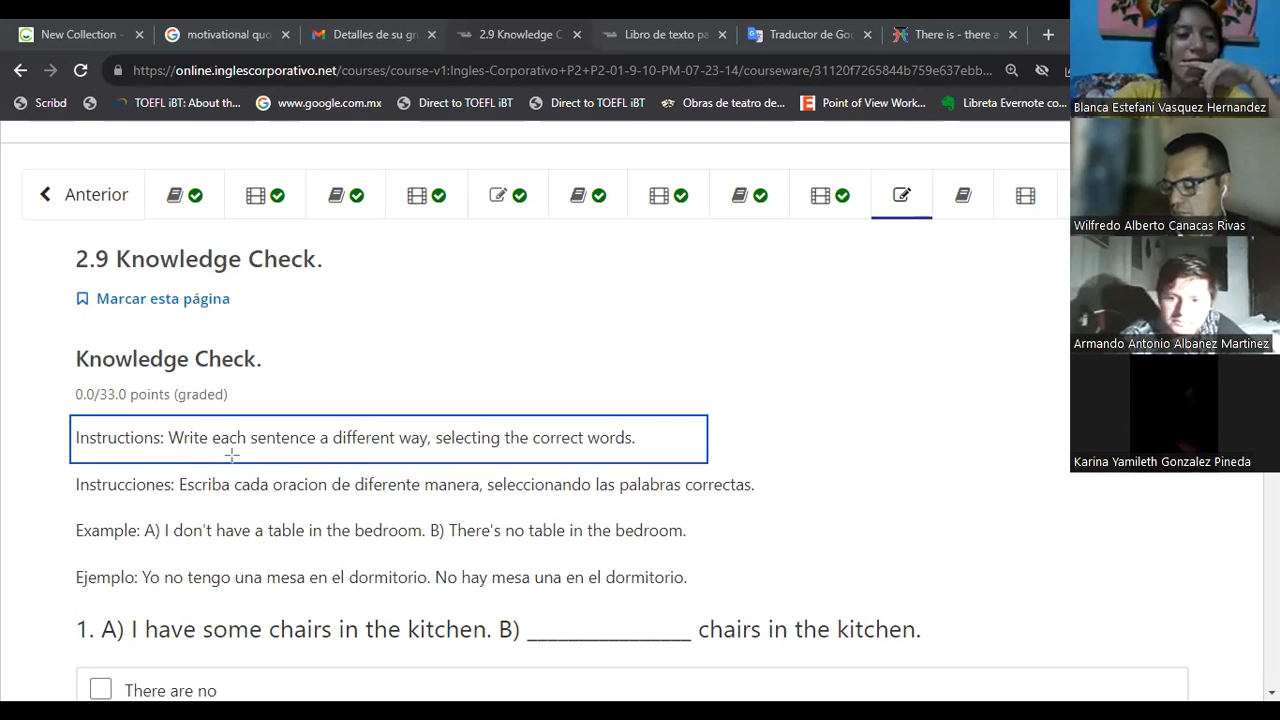 New Collection -
motivational quo
Detalles de su gr
2.9 Knowledge C
Libro de texto pa
Traductor de Goo
There is - there a
https://online.inglescorporativo.net/courses/course-v1:Ingles-Corporativo+P2+P2-01-9-10-PM-07-23-14/courseware/31120f7265844b759e637ebb...
Scribd
TOEFL iBT: About th...
www.google.com.mx
Direct to TOEFL iBT
Direct to TOEFL iBT
Obras de teatro de...
Point of View Work...
Libreta Evernote co...
Anterior
2.9 Knowledge Check.
Marcar esta página
Knowledge Check.
0.0/33.0 points (graded)
Instructions: Write each sentence a different way, selecting the correct words.
Instrucciones: Escriba cada oracion de diferente manera, seleccionando las palabras correctas.
Example: A) I don't have a table in the bedroom. B) There's no table in the bedroom.
Ejemplo: Yo no tengo una mesa en el dormitorio. No hay mesa una en el dormitorio.
1. A) I have some chairs in the kitchen. B) ________________ chairs in the kitchen.
There are no
Blanca Estefani Vasquez Hernandez
Wilfredo Alberto Canacas Rivas
Armando Antonio Albanez Martinez
Karina Yamileth Gonzalez Pineda